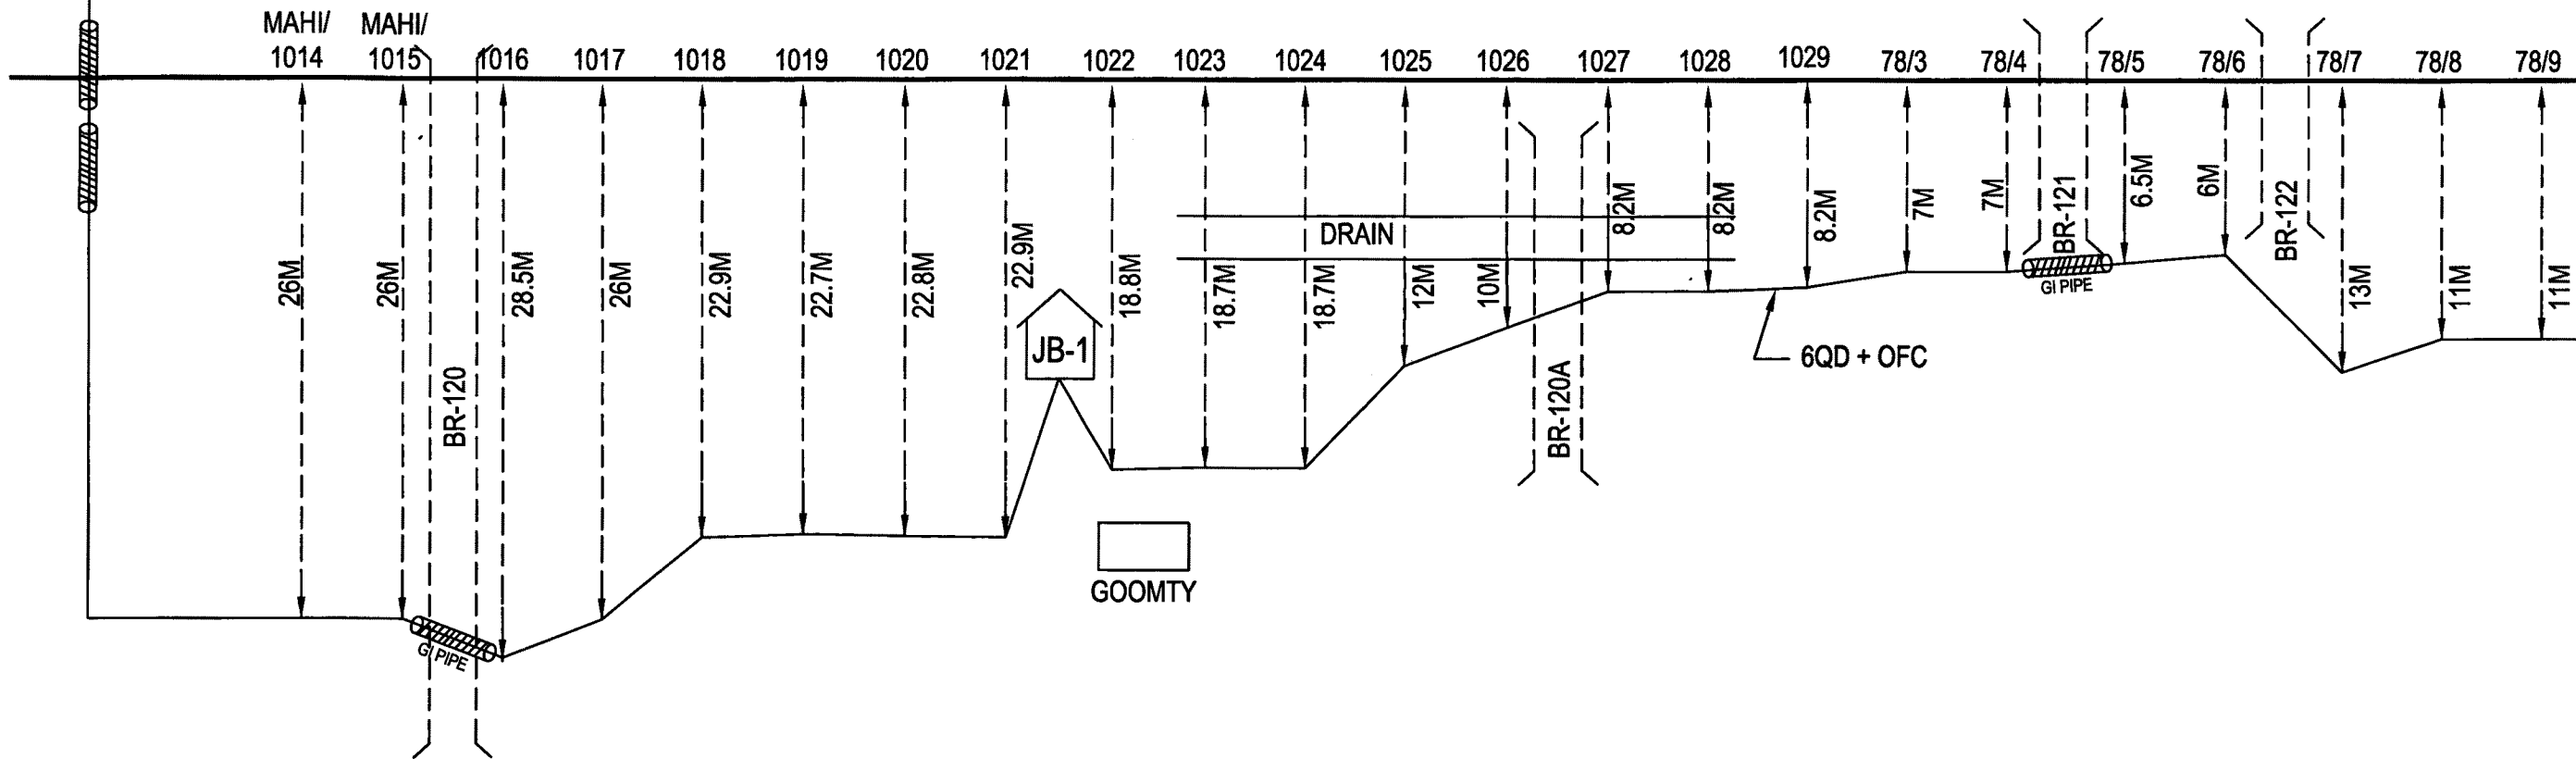 MAHI/
1014
MAHI/
1015
1016
1017
1018
1019
1020
1021
1022
1023
1024
1025
1026
1027
1028
1029
78/3
78/4
78/5
78/6
78/7
78/8
78/9
26M
26M
BR-120
28.5M
26M
22.9M
22.7M
22.8M
22.9M
JB-1
18.8M
18.7M
18.7M
DRAIN
12M
10M
BR-120A
8.2M
8.2M
8.2M
7M
7M
BR-121
6.5M
6M
BR-122
13M
11M
11M
GI PIPE
6QD + OFC
GOOMTY
GI PIPE